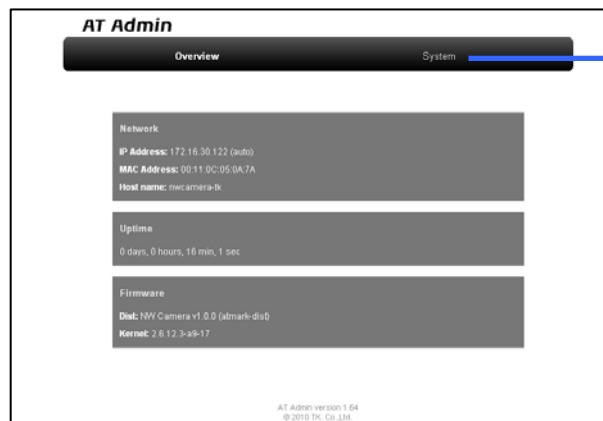 AT Admin
Overview System
Network
IP Address: 172.16.30.122 (auto)
MAC Address: 00:11:0C:05:0A:7A
Host name: nwcamera-tk
Uptime
0 days, 0 hours, 16 min, 1 sec
Firmware
Dist: NW Camera v1.0.0 (atmark-dist)
Kernel: 2.6.12.3-a9-17
AT Admin version 1.64
© 2010 TK. Co.,Ltd.